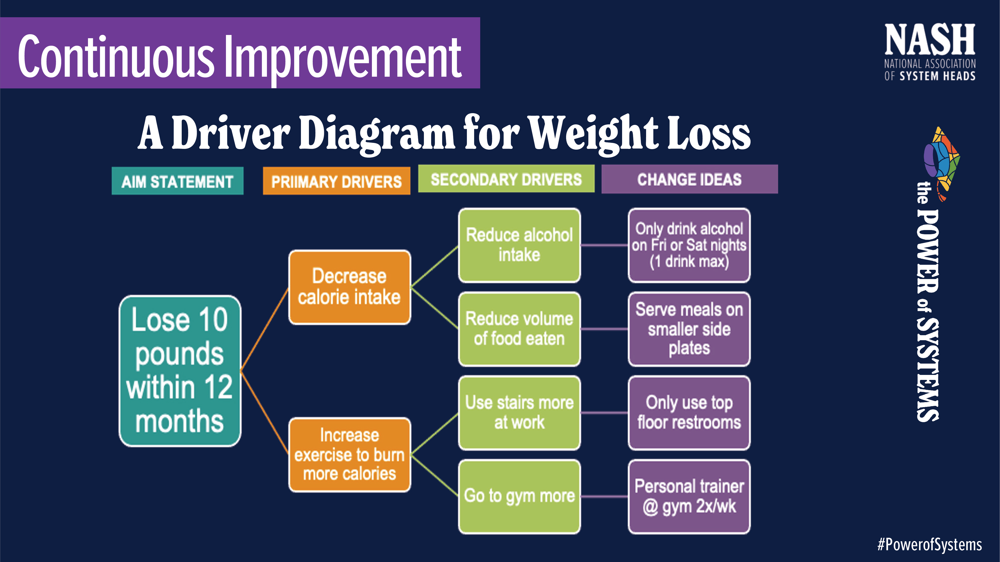 Continuous Improvement
NASH
NATIONAL ASSOCIATION
OF SYSTEM HEADS
A Driver Diagram for Weight Loss
AIM STATEMENT
PRIIMARY DRIVERS
SECONDARY DRIVERS
CHANGE IDEAS
Lose 10
pounds
within 12
months
Decrease
calorie intake
Increase
exercise to burn
more calories
Reduce alcohol
intake
Reduce volume
of food eaten
Use stairs more
at work
Go to gym more
Only drink alcohol
on Fri or Sat nights
(1 drink max)
Serve meals on
smaller side
plates
Only use top
floor restrooms
Personal trainer
@ gym 2x/wk
the POWER of SYSTEMS
#PowerofSystems